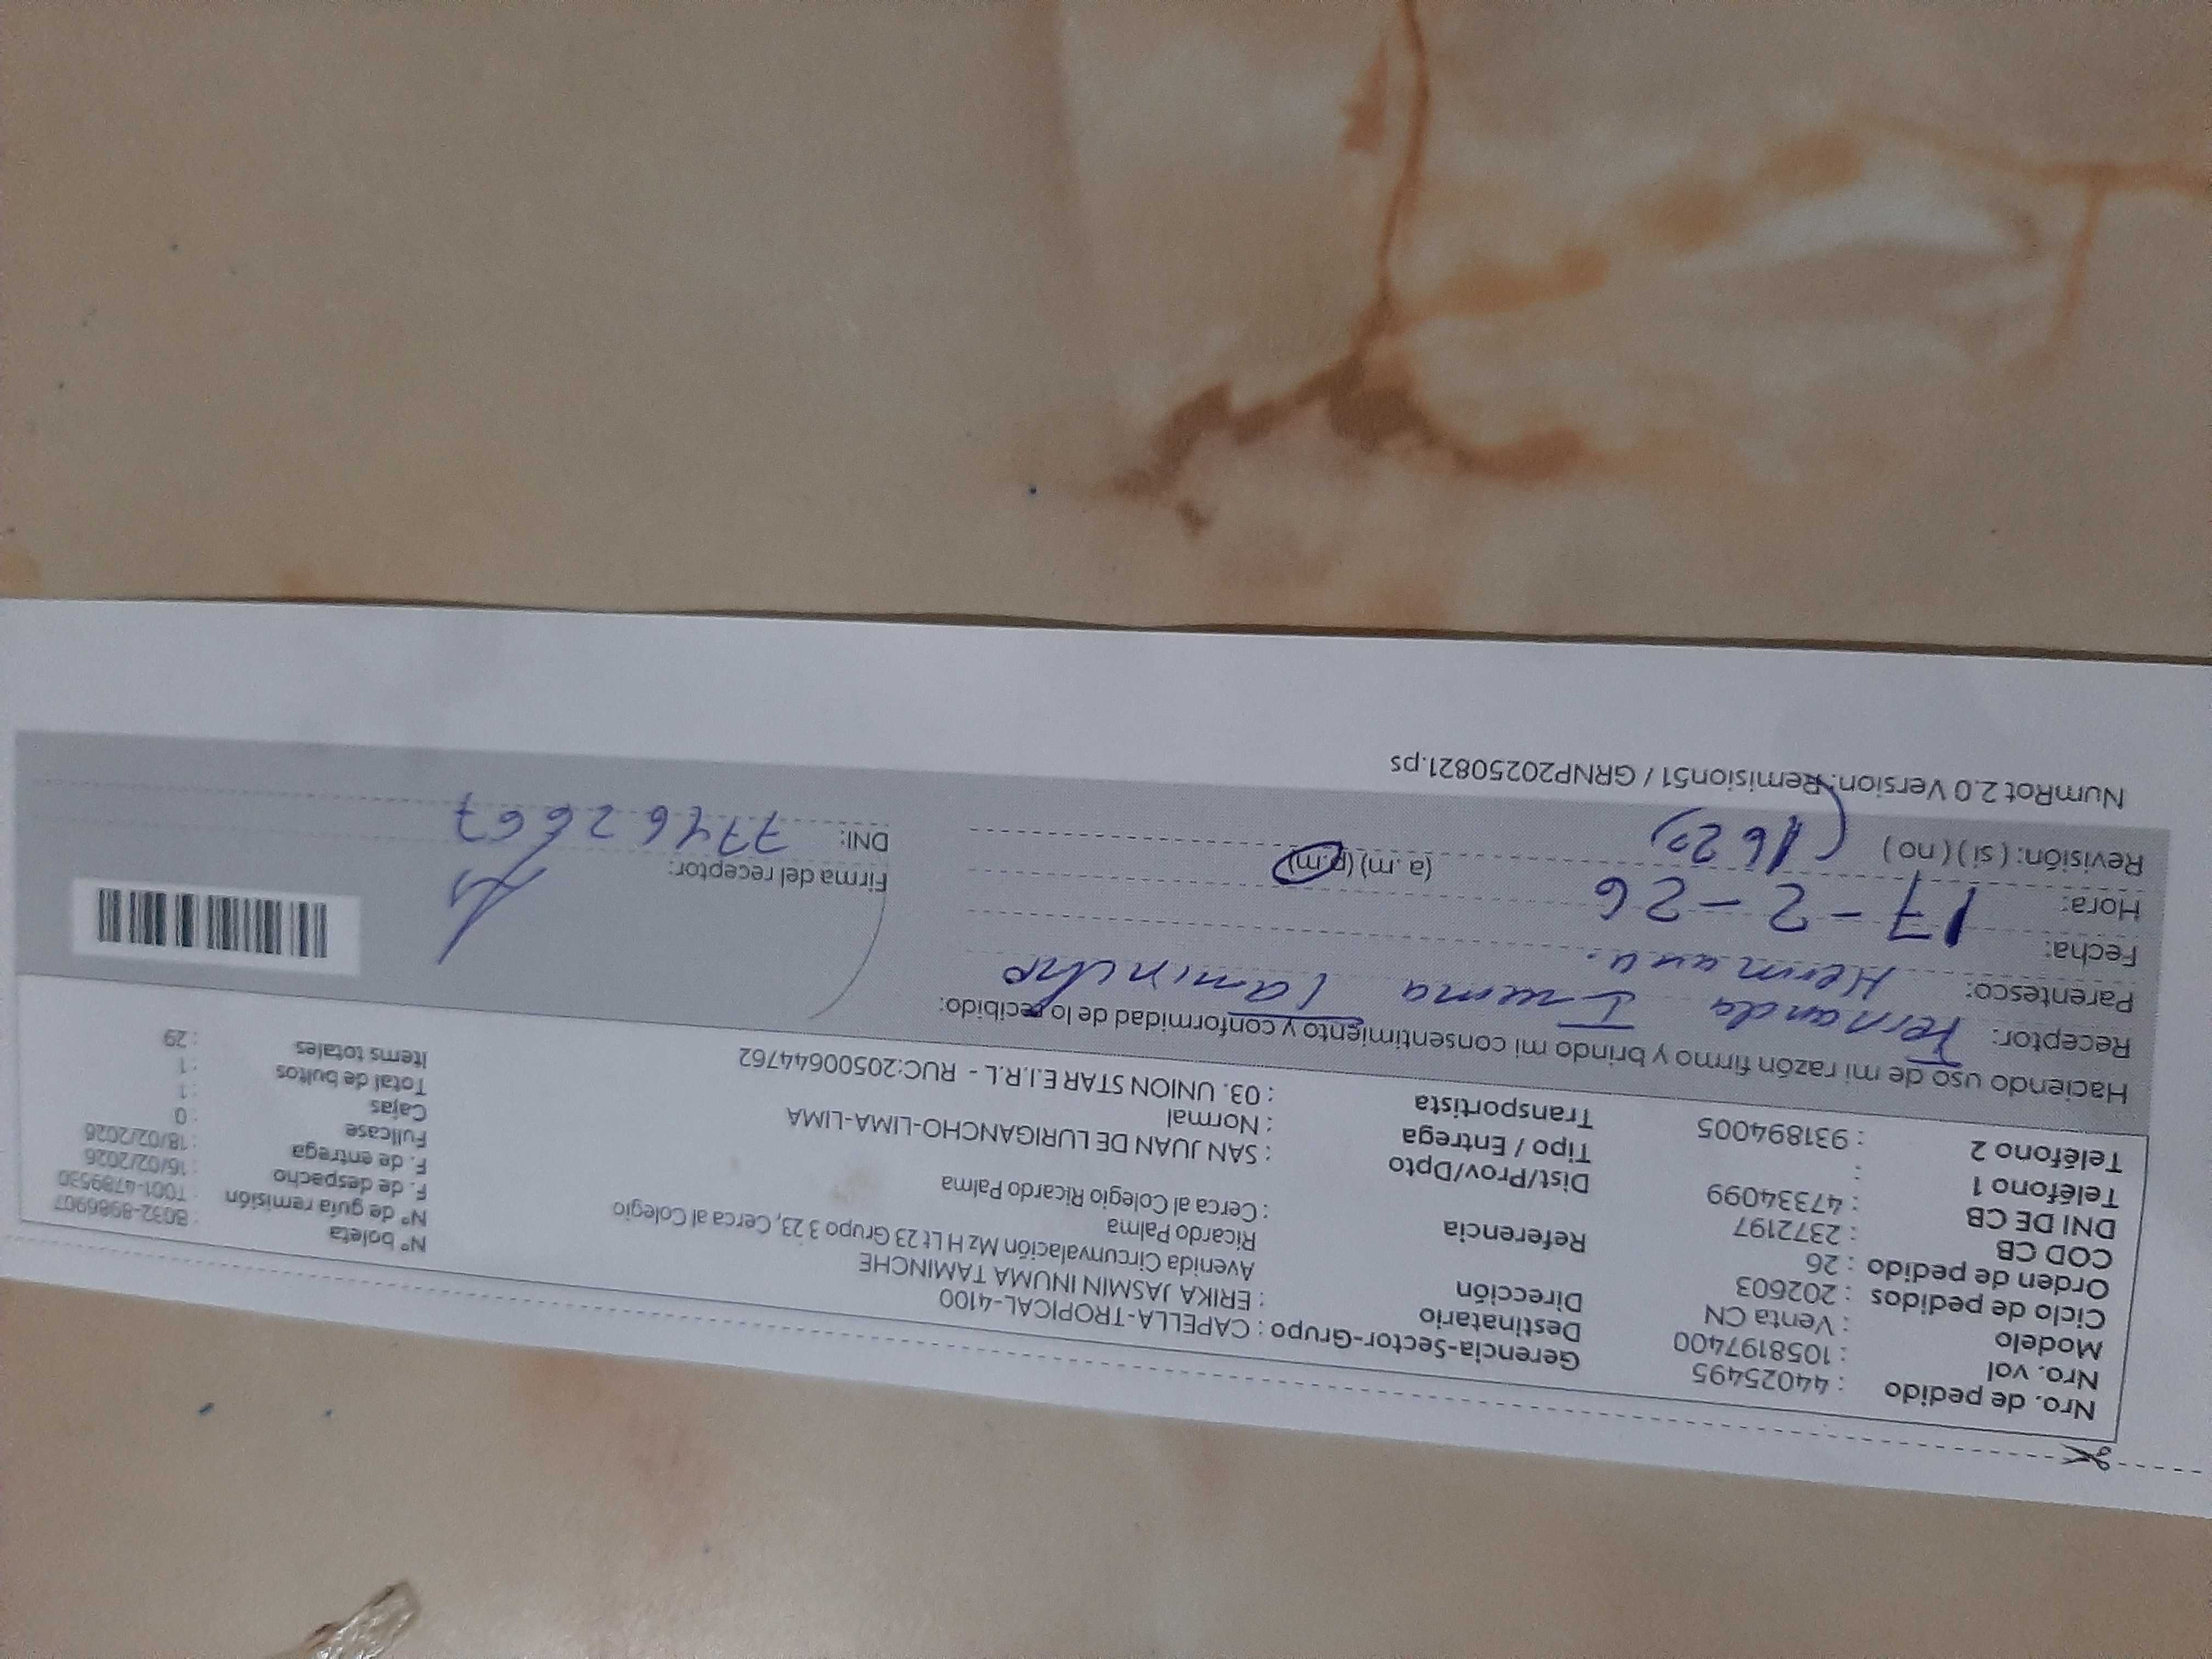 Nro. de pedido : 44025495
Nro. vol : 1058197400
Modelo : Venta CN
Ciclo de pedidos : 202603
Orden de pedido : 26
COD CB : 2372197
DNI DE CB : 47334099
Teléfono 1 :
Teléfono 2 : 931894005
Gerencia-Sector-Grupo : CAPELLA-TROPICAL-4100
Destinatario : ERIKA JASMIN INUMA TAMINCHE
Dirección : Avenida Circunvalación Mz H Lt 23 Grupo 3 23, Cerca al Colegio
Ricardo Palma
Referencia : Cerca al Colegio Ricardo Palma
Dist/Prov/Dpto : SAN JUAN DE LURIGANCHO-LIMA-LIMA
Tipo / Entrega : Normal
Transportista : 03. UNION STAR E.I.R.L - RUC:20500644762
Nº boleta : B032-8986907
Nº de guía remisión : T001-4789530
F. de despacho : 16/02/2026
F. de entrega : 18/02/2026
Fullcase : 0
Cajas : 1
Total de bultos : 1
Items totales : 29
Haciendo uso de mi razón firmo y brindo mi consentimiento y conformidad de lo recibido:
Receptor: Fernanda Inuma Taminche
Parentesco: Hermana.
Fecha: 17-2-26
Hora: (a.m) (p.m)
Revisión: ( si ) ( no )
Firma del receptor:
DNI: 77462667
NumRot 2.0 Version: Remision51 / GRNP20250821.ps